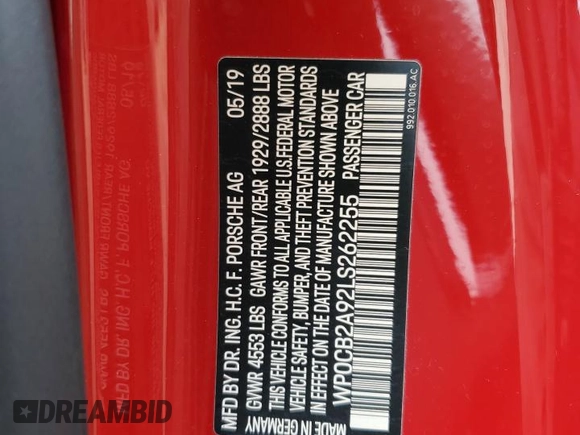 MFD BY DR. ING. H.C. F. PORSCHE AG 05/19
GVWR 4553 LBS GAWR FRONT/REAR 1929/2888 LBS
THIS VEHICLE CONFORMS TO ALL APPLICABLE U.S. FEDERAL MOTOR
VEHICLE SAFETY, BUMPER, AND THEFT PREVENTION STANDARDS
IN EFFECT ON THE DATE OF MANUFACTURE SHOWN ABOVE
WP0CB2A92LS262255 PASSENGER CAR
992.010.016.AC
MADE IN GERMANY
DREAMBID